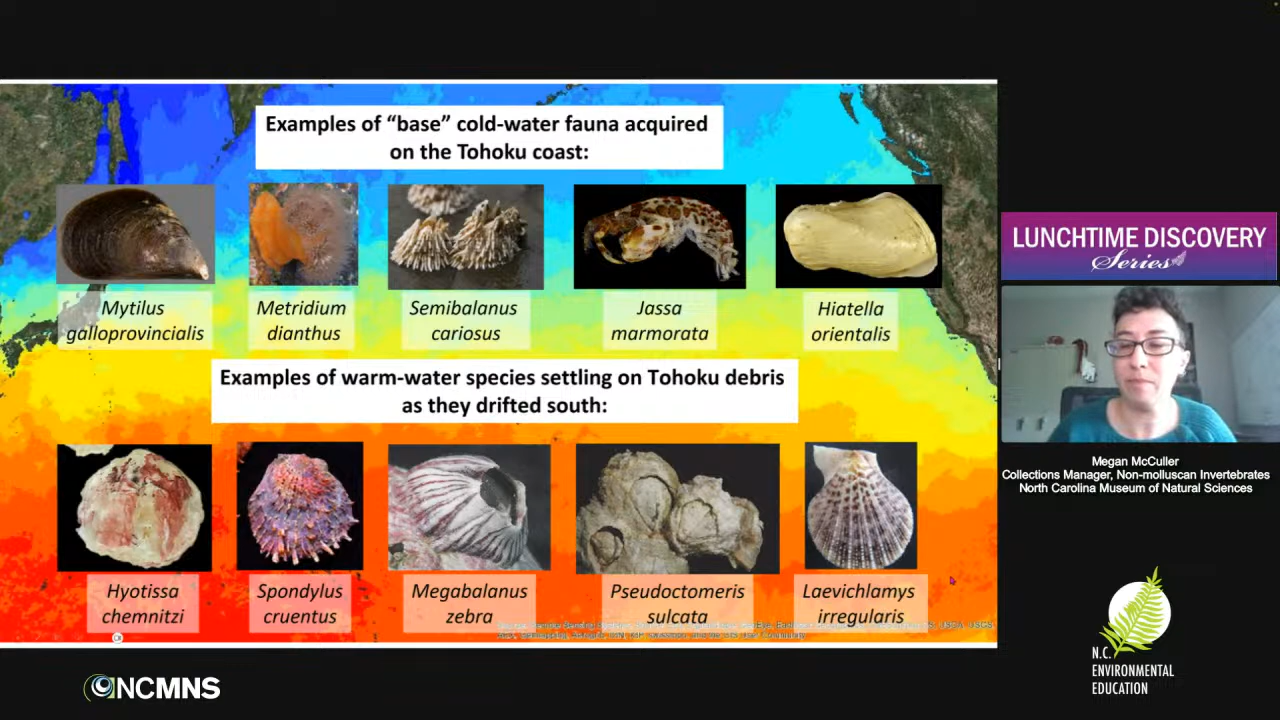 Examples of “base” cold-water fauna acquired
on the Tohoku coast:
Mytilus
galloprovincialis
Metridium
dianthus
Semibalanus
cariosus
Jassa
marmorata
Hiatella
orientalis
Examples of warm-water species settling on Tohoku debris
as they drifted south:
Hyotissa
chemnitzi
Spondylus
cruentus
Megabalanus
zebra
Pseudoctomeris
sulcata
Laevichlamys
irregularis
LUNCHTIME DISCOVERY
Series
Megan McCuller
Collections Manager, Non-molluscan Invertebrates
North Carolina Museum of Natural Sciences
NCMNS
N.C.
ENVIRONMENTAL
EDUCATION